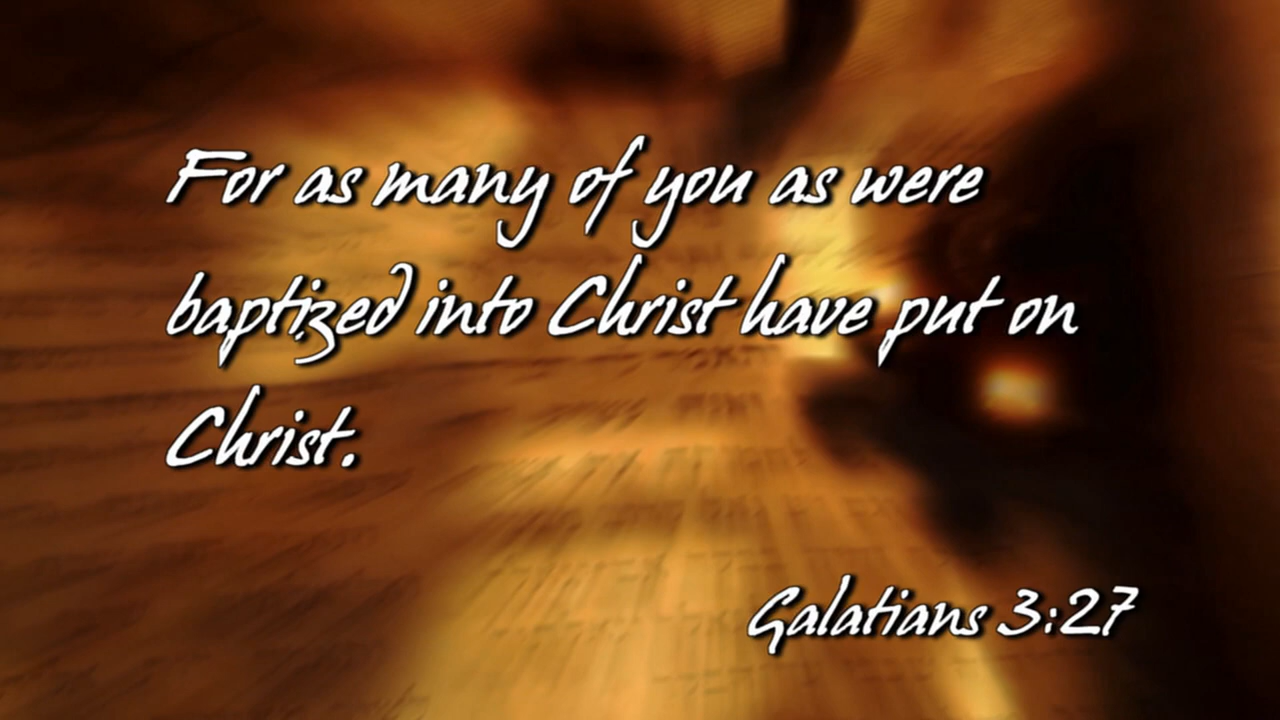 For as many of you as were
baptized into Christ have put on
Christ.
Galatians 3:27